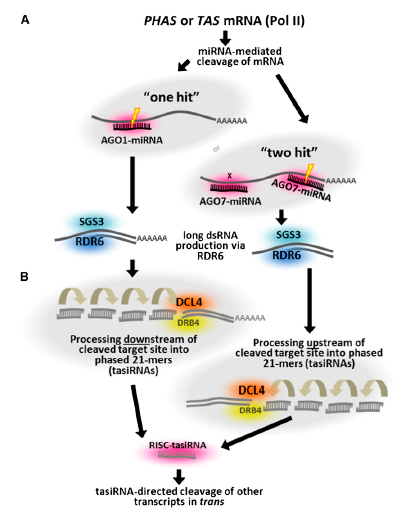 A
PHAS or TAS mRNA (Pol II)
miRNA-mediated
cleavage of mRNA
"one hit"
AAAAAA
AGO1-miRNA
or
"two hit"
x
AAAAAA
AGO7-miRNA
AGO7-miRNA
SGS3
RDR6
AAAAAA
long dsRNA
production via
RDR6
SGS3
RDR6
B
DCL4
DRB4
AAAAAA
Processing downstream of
cleaved target site into
phased 21-mers
(tasiRNAs)
Processing upstream of
cleaved target site into phased
21-mers (tasiRNAs)
DCL4
DRB4
RISC-tasiRNA
tasiRNA-directed cleavage of other
transcripts in trans